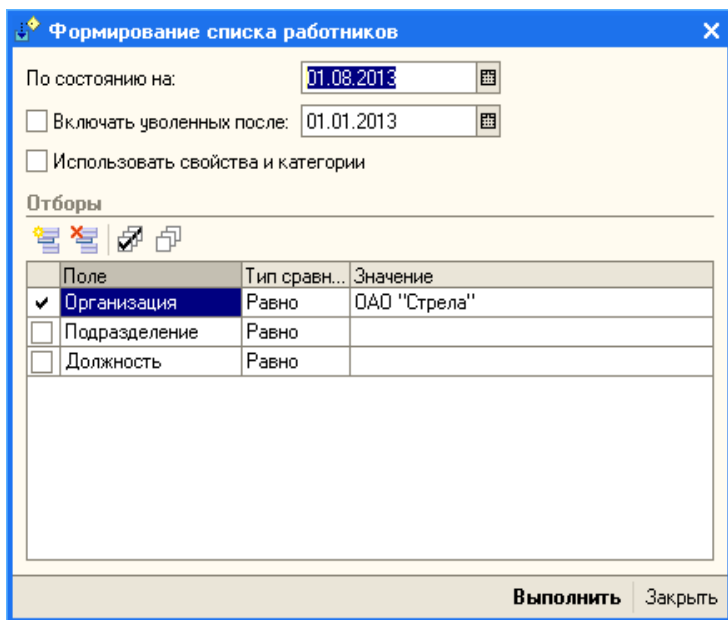 Формирование списка работников
По состоянию на: 01.08.2013
Включать уволенных после: 01.01.2013
Использовать свойства и категории
Отборы
Поле Тип сравн... Значение
Организация Равно ОАО "Стрела"
Подразделение Равно
Должность Равно
Выполнить Закрыть